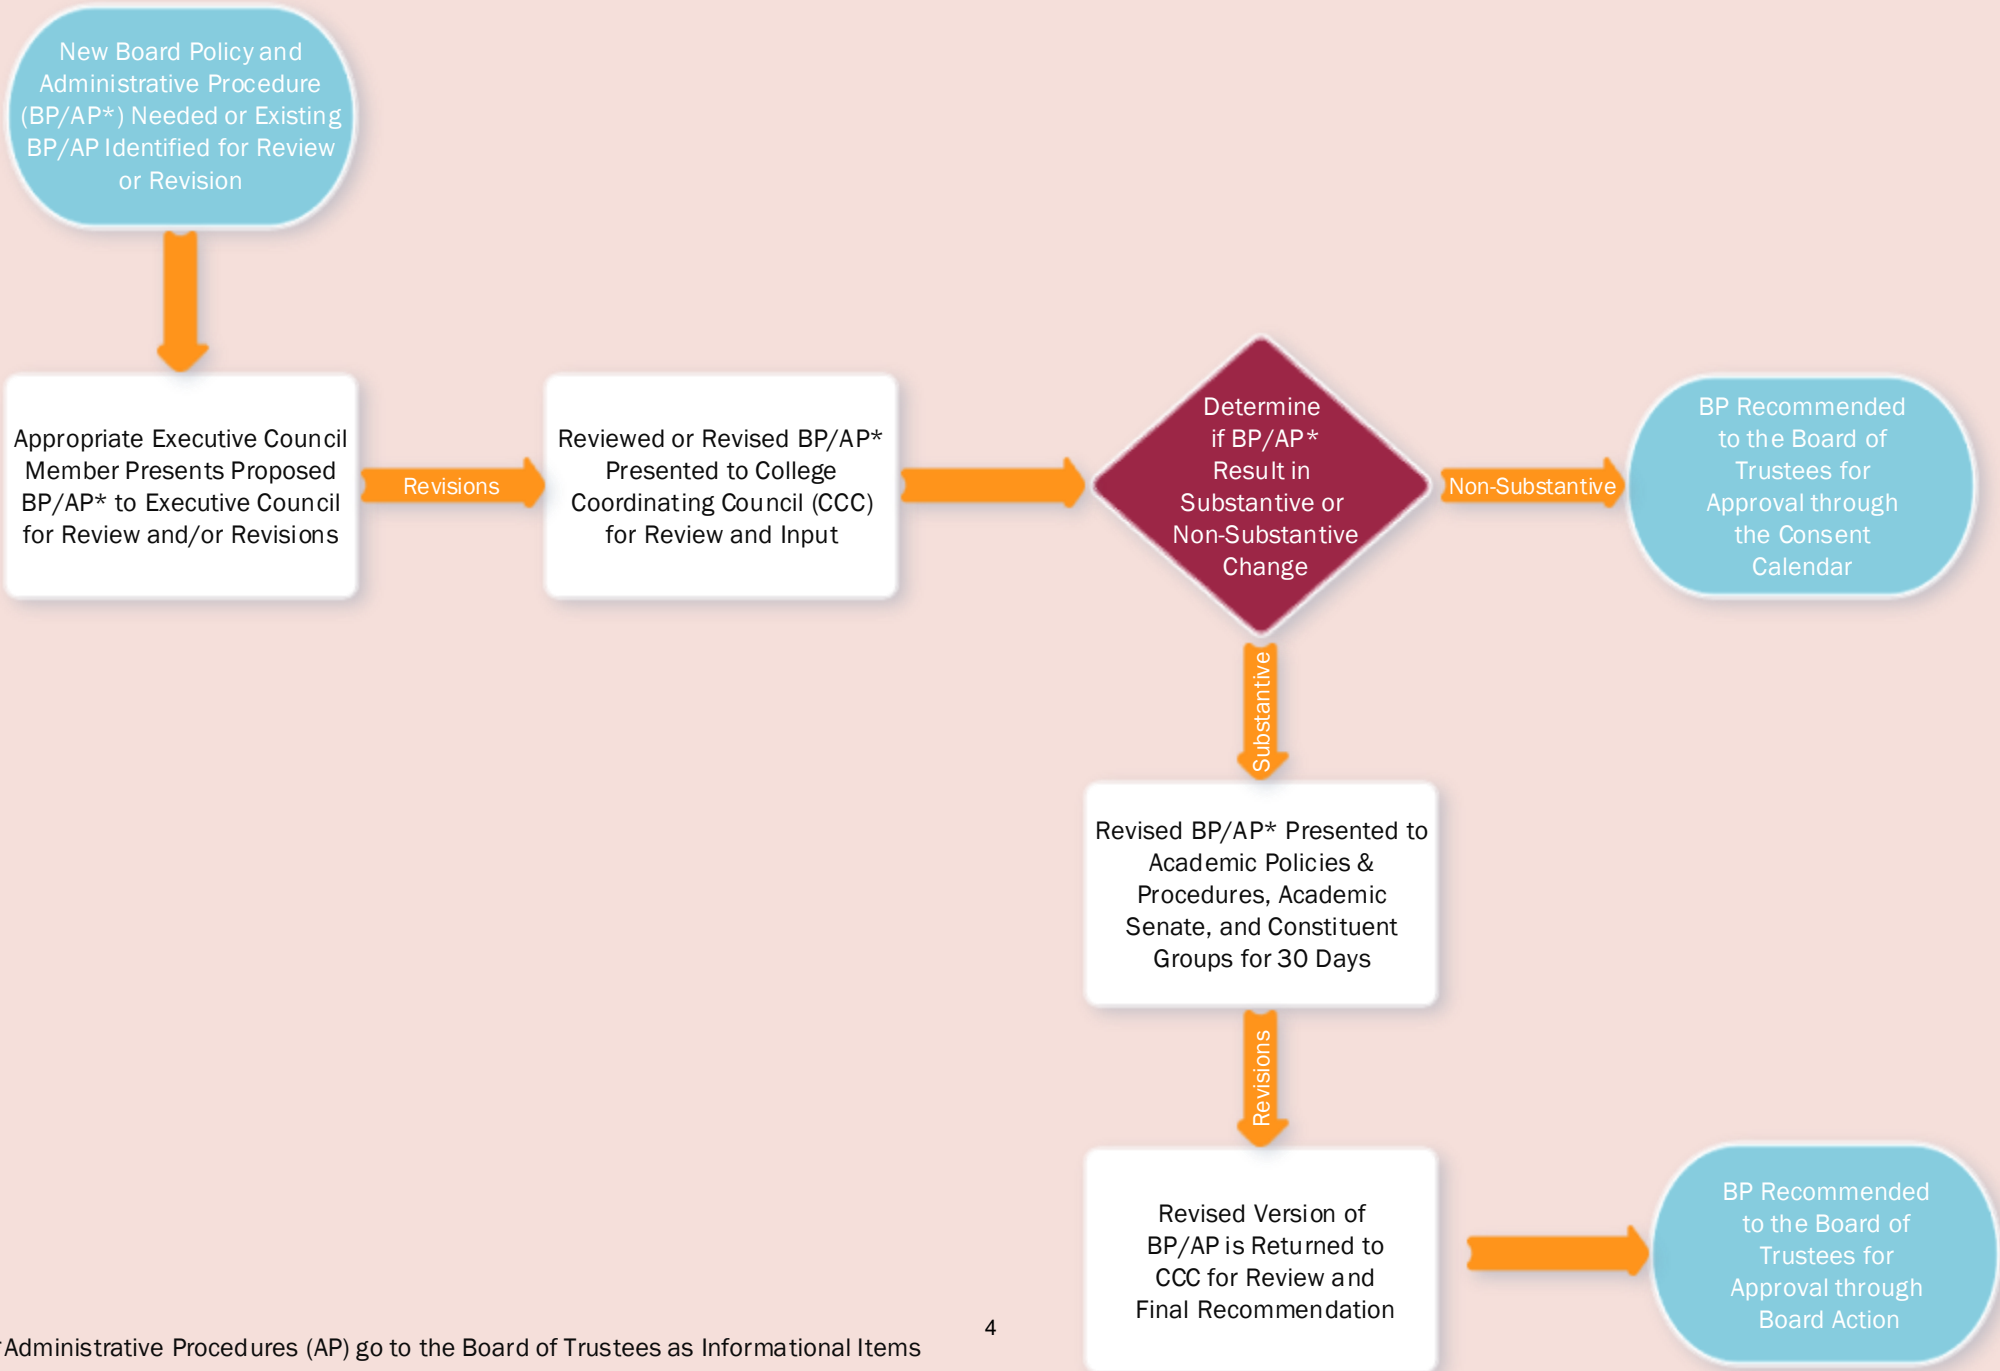 New Board Policy and
Administrative Procedure
(BP/AP*) Needed or Existing
BP/AP Identified for Review
or Revision
Appropriate Executive Council
Member Presents Proposed
BP/AP* to Executive Council
for Review and/or Revisions
Revisions
Reviewed or Revised BP/AP*
Presented to College
Coordinating Council (CCC)
for Review and Input
Determine
if BP/AP*
Result in
Substantive or
Non-Substantive
Change
Non-Substantive
BP Recommended
to the Board of
Trustees for
Approval through
the Consent
Calendar
Substantive
Revised BP/AP* Presented to
Academic Policies &
Procedures, Academic
Senate, and Constituent
Groups for 30 Days
Revisions
Revised Version of
BP/AP is Returned to
CCC for Review and
Final Recommendation
BP Recommended
to the Board of
Trustees for
Approval through
Board Action
*Administrative Procedures (AP) go to the Board of Trustees as Informational Items
4